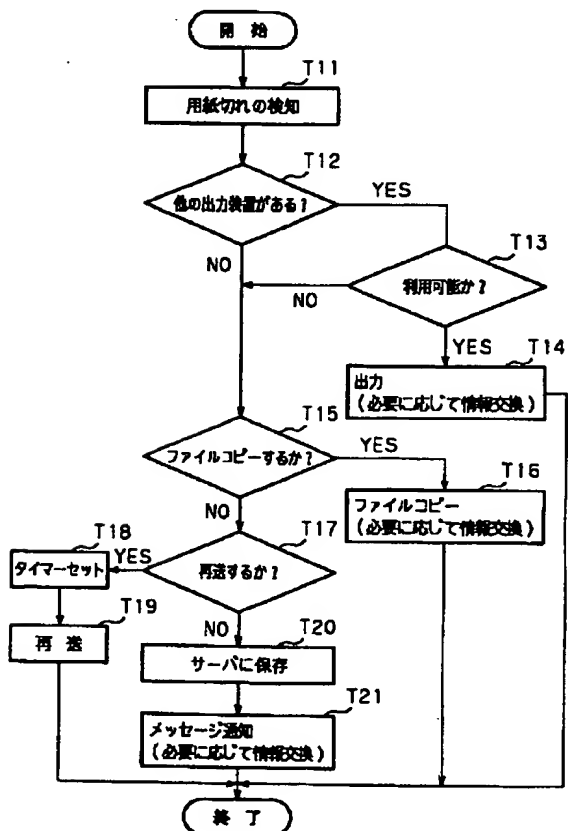 開 始
T11
用紙切れの検知
T12
他の出力装置がある?
YES
T13
NO
利用可能か?
NO
YES
T14
出力
(必要に応じて情報交換)
T15
ファイルコピーするか?
YES
T16
ファイルコピー
(必要に応じて情報交換)
NO
T17
T18
YES
タイマーセット
再送するか?
T19
再 送
NO
T20
サーバに保存
T21
メッセージ通知
(必要に応じて情報交換)
終 了